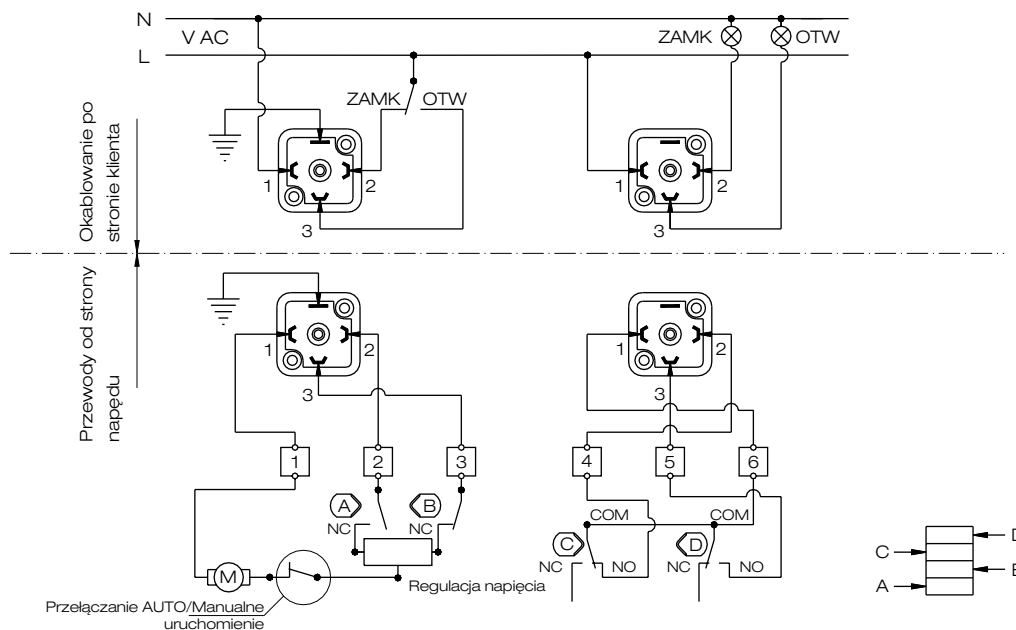 N
V AC
ZAMK
OTW
L
ZAMK
OTW
Okablowanie po
stronie klienta
1
2
3
1
2
3
Przewody od strony
napędu
1
2
3
1
2
3
1
2
3
4
5
6
A
B
NC
NC
COM
COM
C
D
NC
NO
NC
NO
M
Regulacja napięcia
Przełączanie AUTO/Manualne
uruchomienie
D
C
B
A